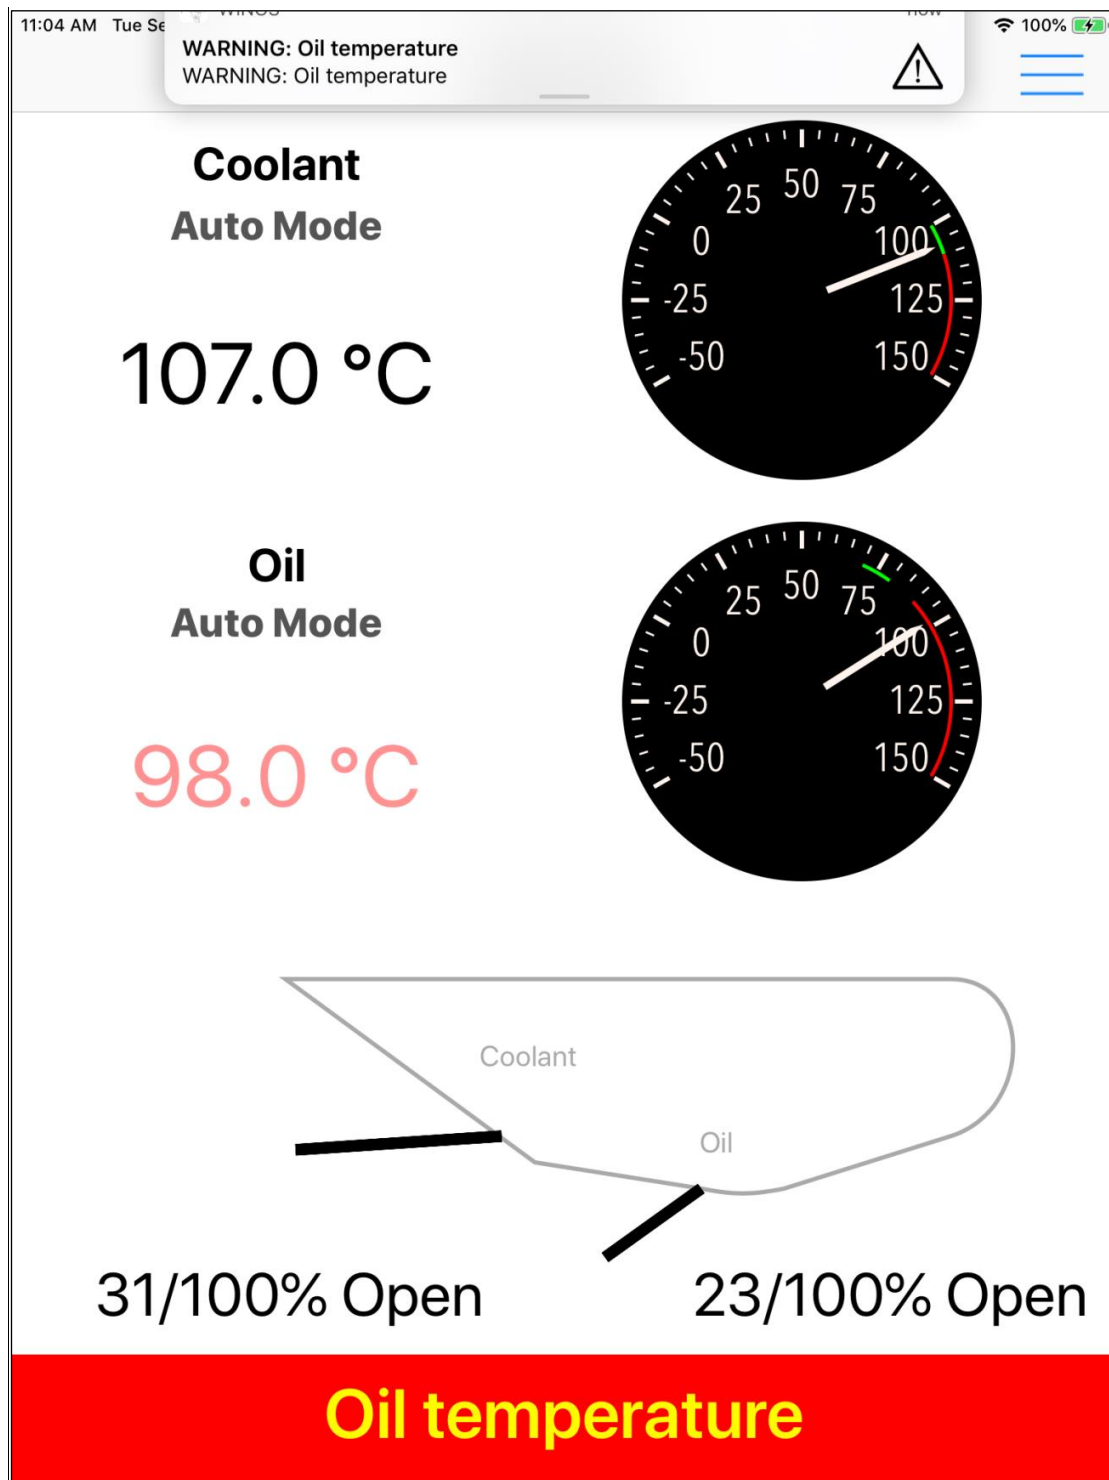 11:04 AM Tue Se
WINGS
now
100%
WARNING: Oil temperature
WARNING: Oil temperature
Coolant
Auto Mode
107.0 °C
-50
-25
0
25
50
75
100
125
150
Oil
Auto Mode
98.0 °C
-50
-25
0
25
50
75
100
125
150
Coolant
Oil
31/100% Open
23/100% Open
Oil temperature